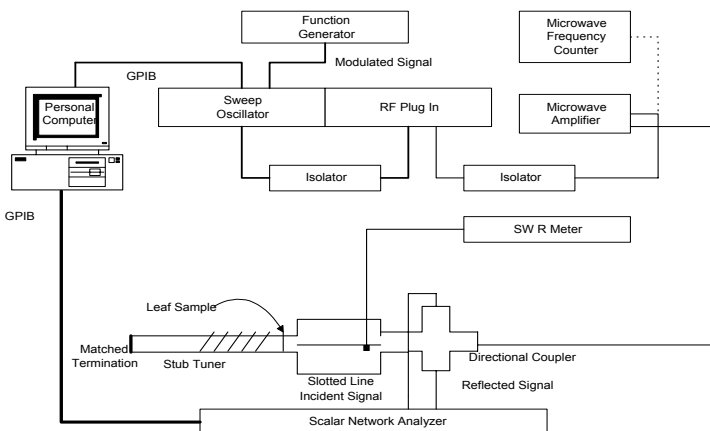 Function
Generator
Microwave
Frequency
Counter
Modulated Signal
GPIB
Personal
Computer
Sweep
Oscillator
RF Plug In
Microwave
Amplifier
Isolator
Isolator
GPIB
SW R Meter
Leaf Sample
Matched
Termination
Stub Tuner
Slotted Line
Incident Signal
Directional Coupler
Reflected Signal
Scalar Network Analyzer